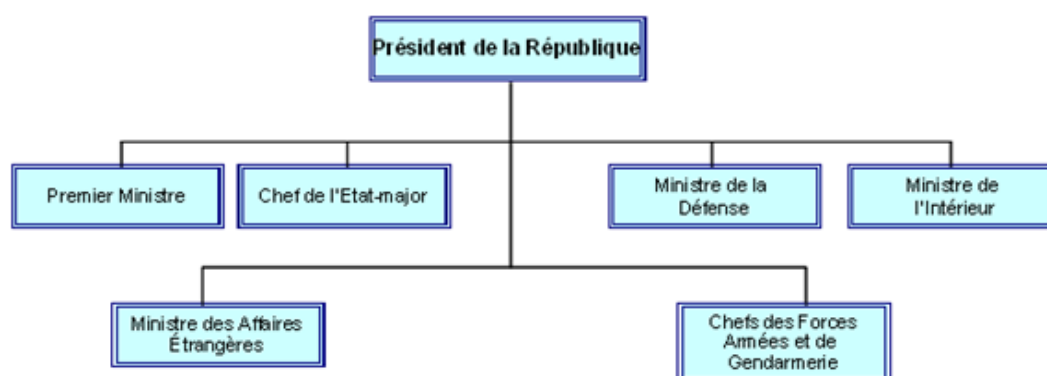 Président de la République
Premier Ministre
Chef de l'Etat-major
Ministre de la
Défense
Ministre de
l'Intérieur
Ministre des Affaires
Étrangères
Chefs des Forces
Armées et de
Gendarmerie